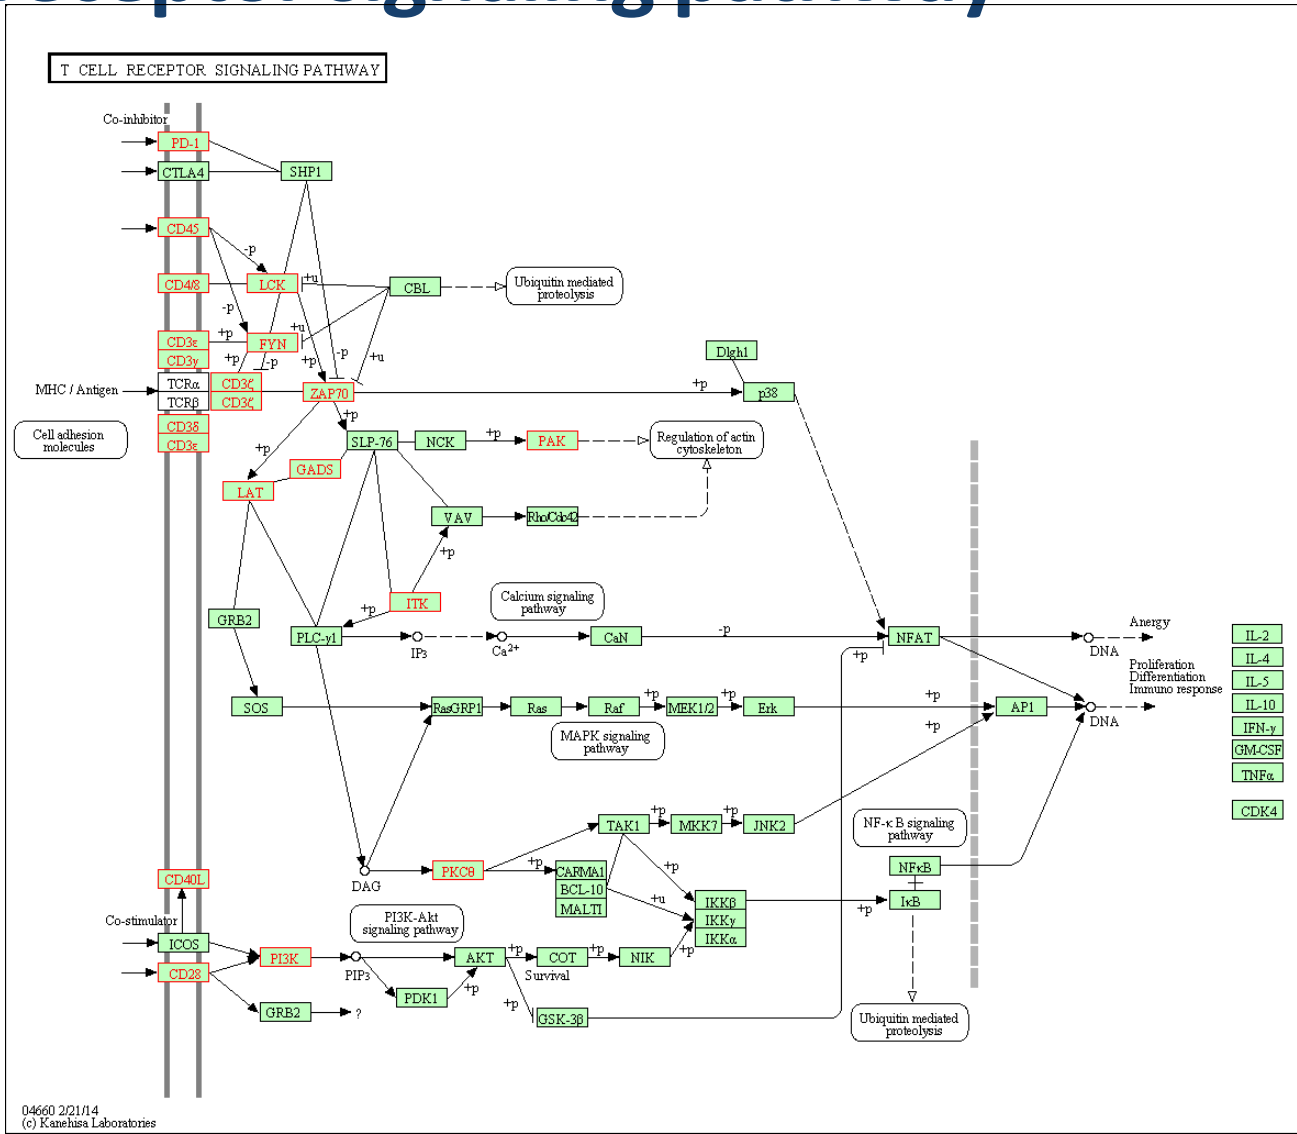 receptor signaling pathway
T CELL RECEPTOR SIGNALING PATHWAY
Co-inhibitor
PD-1
CTLA4
SHP1
CD45
-p
CD4/8
LCK
+u
CBL
Ubiquitin mediated
proteolysis
-p
+u
CD3ε
+p
FYN
CD3γ
+p
-p
+p
-p
+u
Dlgh1
MHC / Antigen
TCRα
CD3ζ
TCRβ
CD3ζ
ZAP70
+p
p38
Cell adhesion
molecules
CD3δ
CD3ε
+p
+p
SLP-76
NCK
+p
PAK
Regulation of actin
cytoskeleton
GADS
LAT
VAV
Rho/Cdc42
+p
ITK
Calcium signaling
pathway
+p
GRB2
PLC-γ1
IP3
Ca2+
CaN
-p
NFAT
+p
DNA
Anergy
Proliferation
Differentiation
Immuno response
IL-2
IL-4
IL-5
IL-10
IFN-γ
GM-CSF
TNFα
CDK4
SOS
RasGRP1
Ras
Raf
+p
MEK1/2
+p
Erk
+p
+p
AP1
DNA
MAPK signaling
pathway
TAK1
+p
MKK7
+p
JNK2
NF-κB signaling
pathway
DAG
PKCθ
+p
CARMA1
BCL-10
MALT1
+p
+u
IKKβ
IKKγ
IKKα
NFκB
IκB
+p
CD40L
Co-stimulator
ICOS
CD28
PI3K-Akt
signaling pathway
PI3K
PIP3
AKT
+p
COT
+p
NIK
+p
Survival
PDK1
+p
+p
GSK-3β
GRB2
?
Ubiquitin mediated
proteolysis
04660 2/21/14
(c) Kanehisa Laboratories